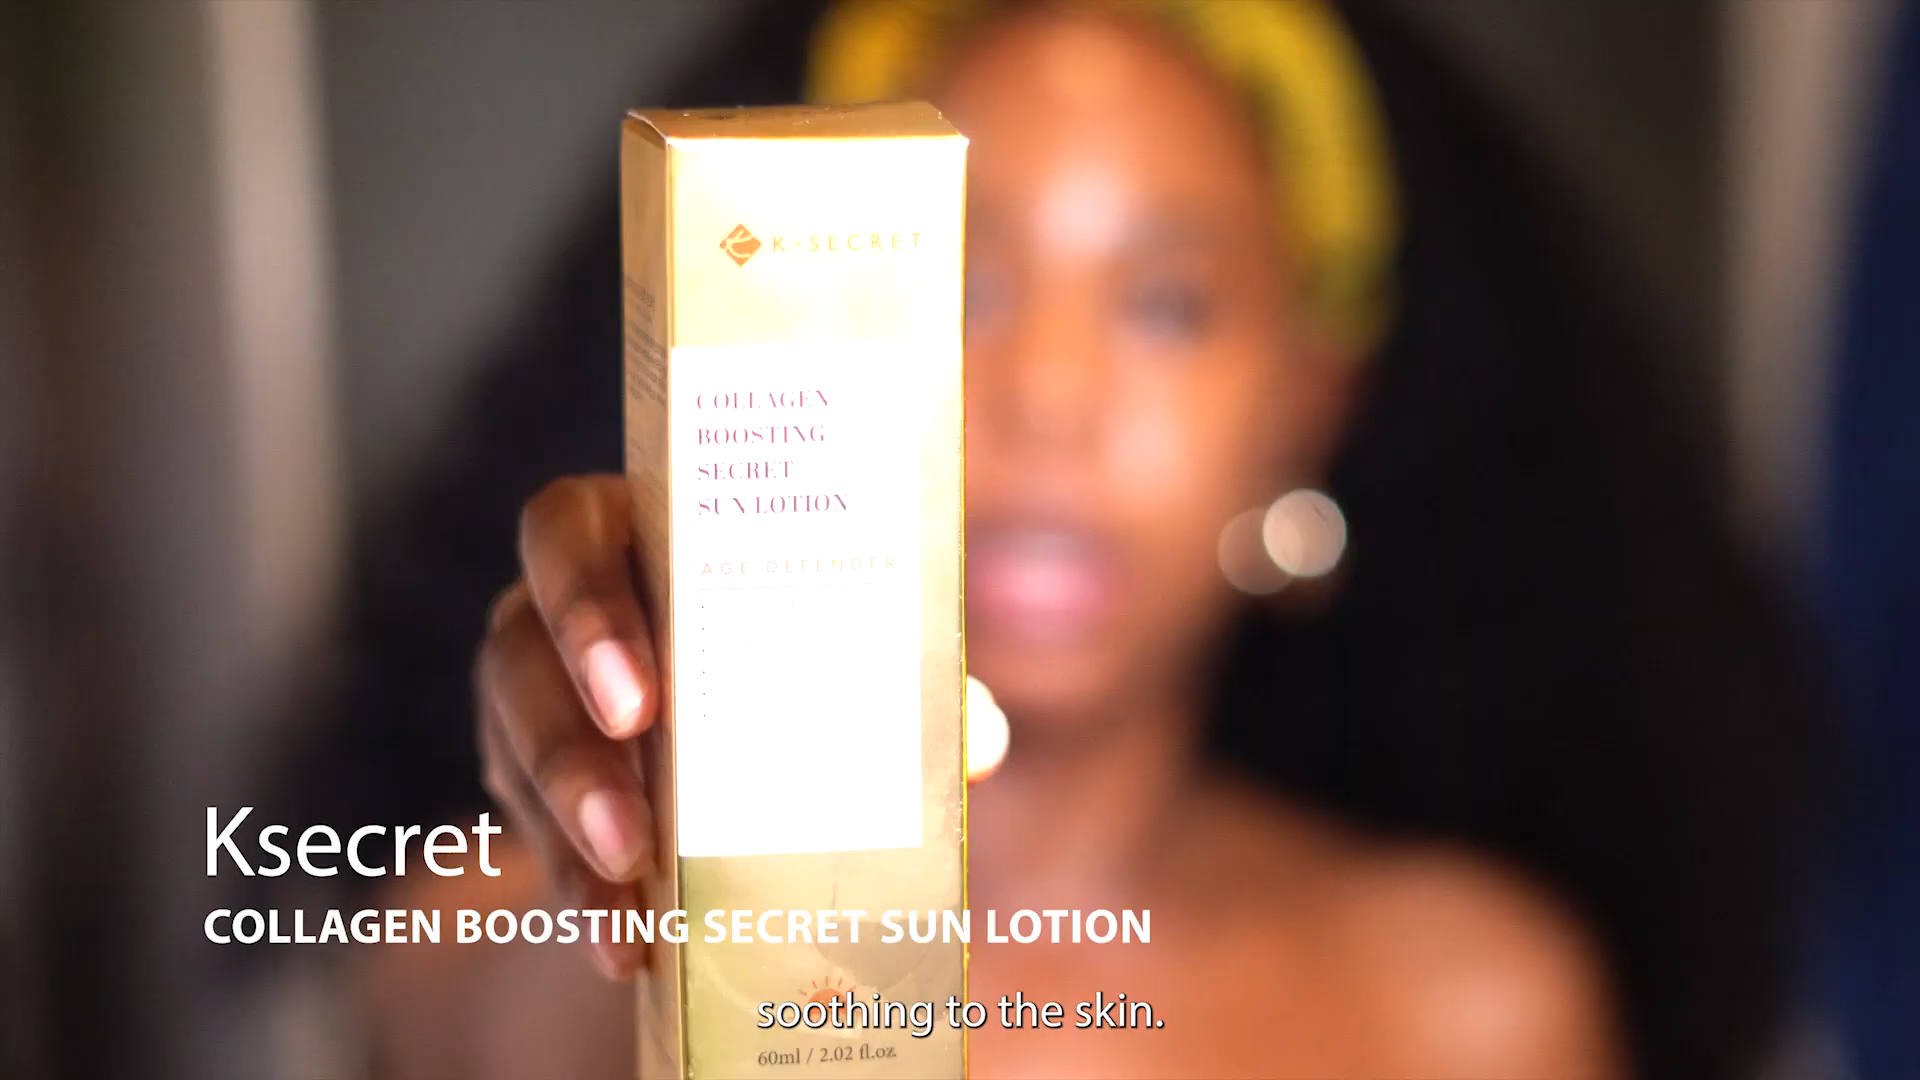 K·SECRET
COLLAGEN
BOOSTING
SECRET
SUN LOTION
AGE DEFENDER
Ksecret
COLLAGEN BOOSTING SECRET SUN LOTION
soothing to the skin.
60ml / 2.02 fl.oz.